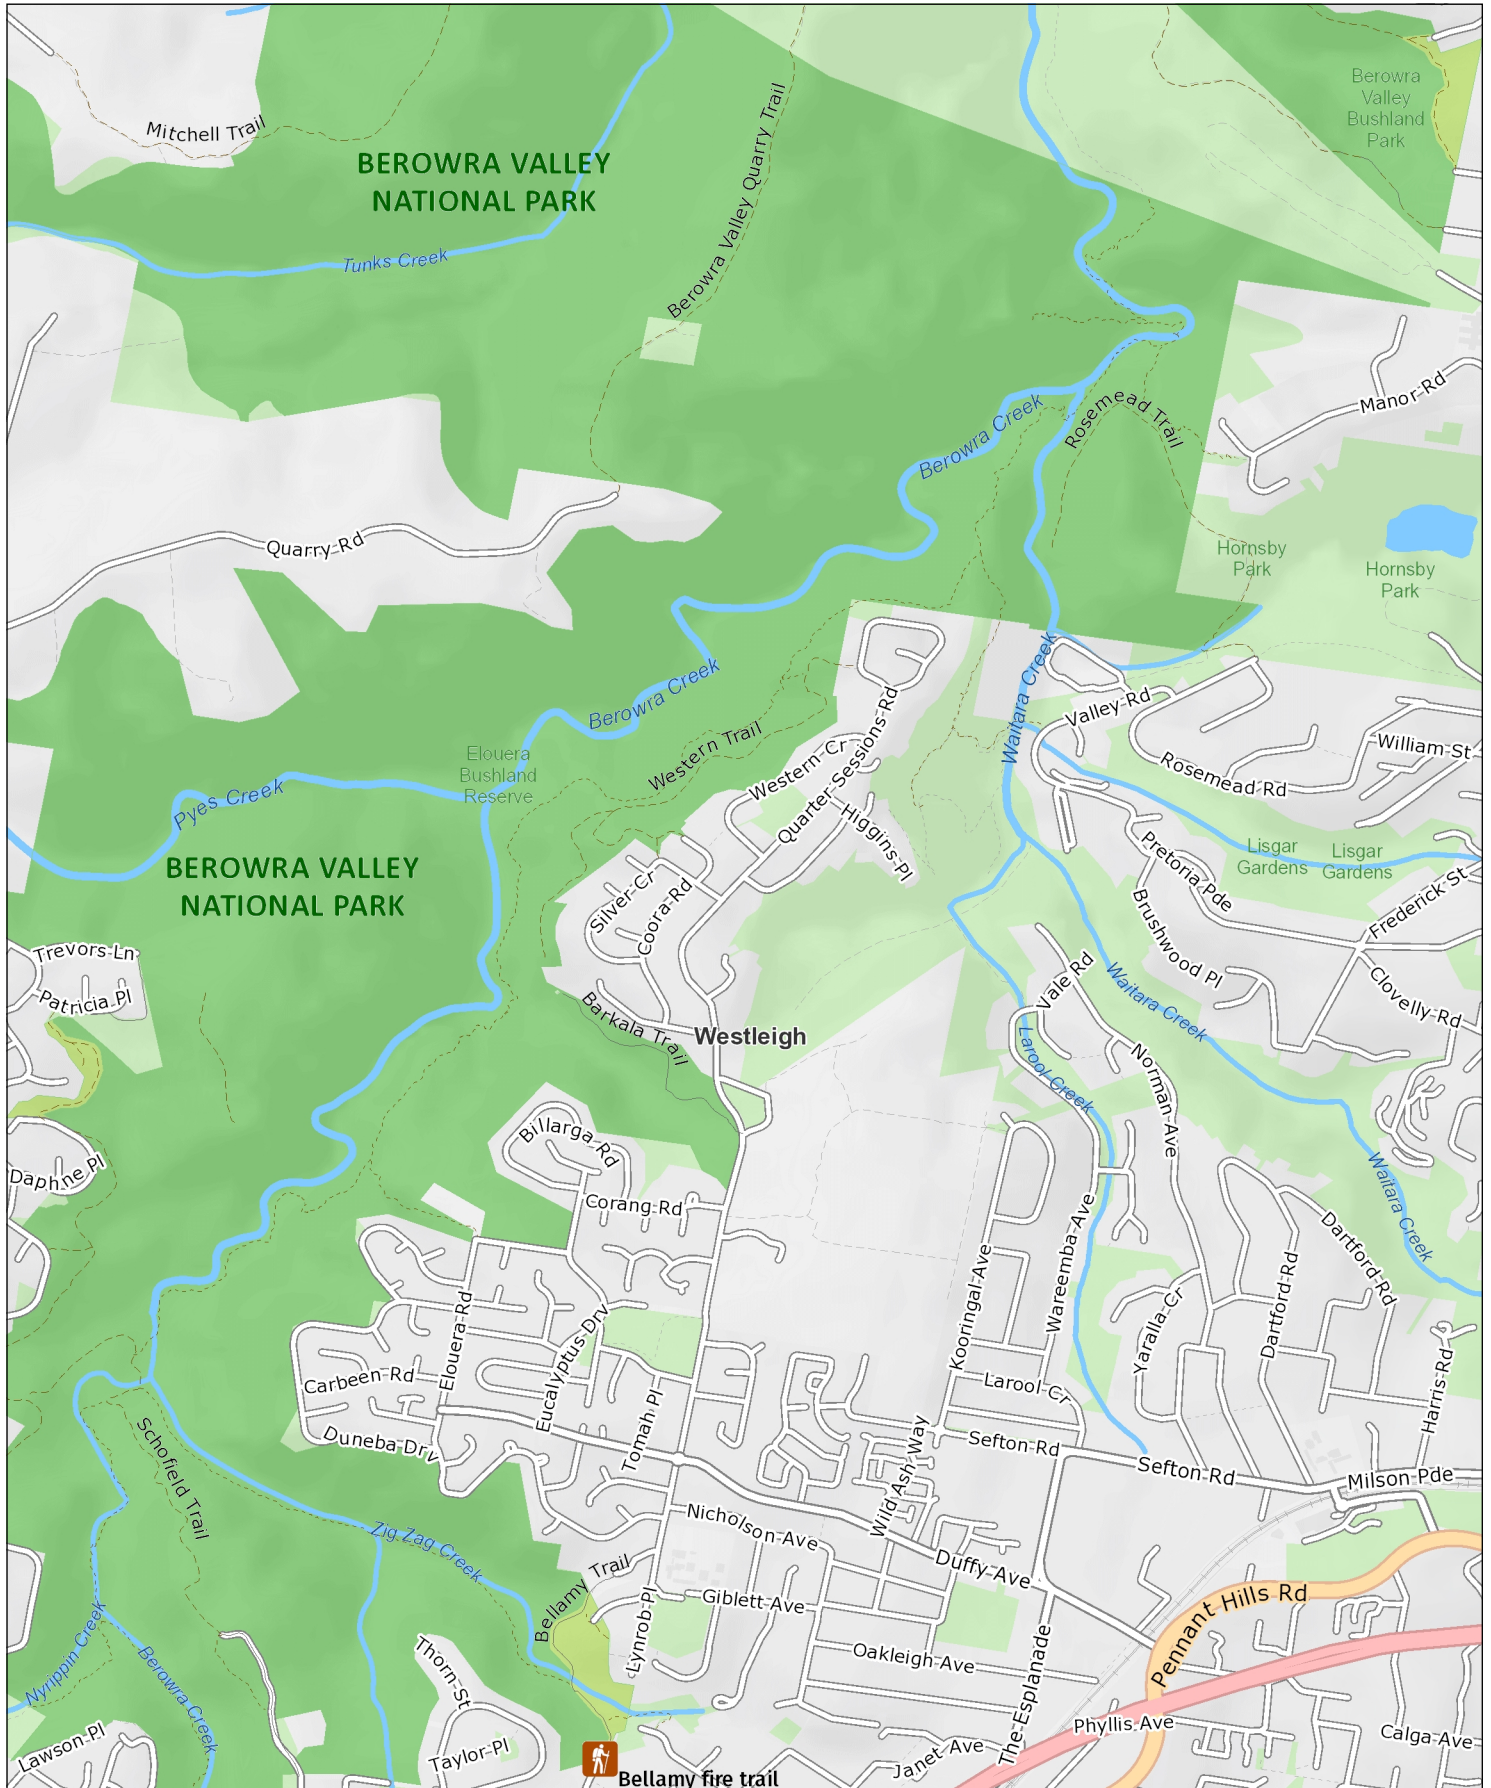 Berowra
Valley
Bushland
Park
Mitchell Trail
BEROWRA VALLEY
NATIONAL PARK
Berowra Valley Quarry Trail
Tunks Creek
Manor Rd
Rosemead Trail
Berowra Creek
Quarry Rd
Hornsby
Park
Hornsby
Park
Waitara Creek
Berowra Creek
Valley Rd
Quarter Sessions Rd
Western Trail
Western Cr
William St
Rosemead Rd
Elouera
Bushland
Reserve
Pyes Creek
Higgins Pl
Lisgar
Gardens
Lisgar
Gardens
Pretoria Pde
BEROWRA VALLEY
NATIONAL PARK
Silver Cr
Coora Rd
Brushwood Pl
Frederick St
Trevors Ln
Patricia Pl
Vale Rd
Waitara Creek
Clovelly Rd
Barkala Trail
Westleigh
Larool Creek
Norman Ave
Billarga Rd
Daphne Pl
Corang Rd
Waitara Creek
Dartford Rd
Wareemba Ave
Kooringal Ave
Dartford Rd
Yaralla Cr
Elouera Rd
Eucalyptus Drv
Carbeen Rd
Larool Cr
Harris Rd
Tomah Pl
Duneba Drv
Schofield Trail
Sefton Rd
Sefton Rd
Milson Pde
Wild Ash Way
Nicholson Ave
Zig Zag Creek
Duffy Ave
Bellamy Trail
Giblett Ave
Pennant Hills Rd
Lynrob Pl
Nyrippin Creek
Berowra Creek
Thorn St
Oakleigh Ave
The Esplanade
Phyllis Ave
Calga Ave
Lawson Pl
Taylor Pl
Janet Ave
Bellamy fire trail